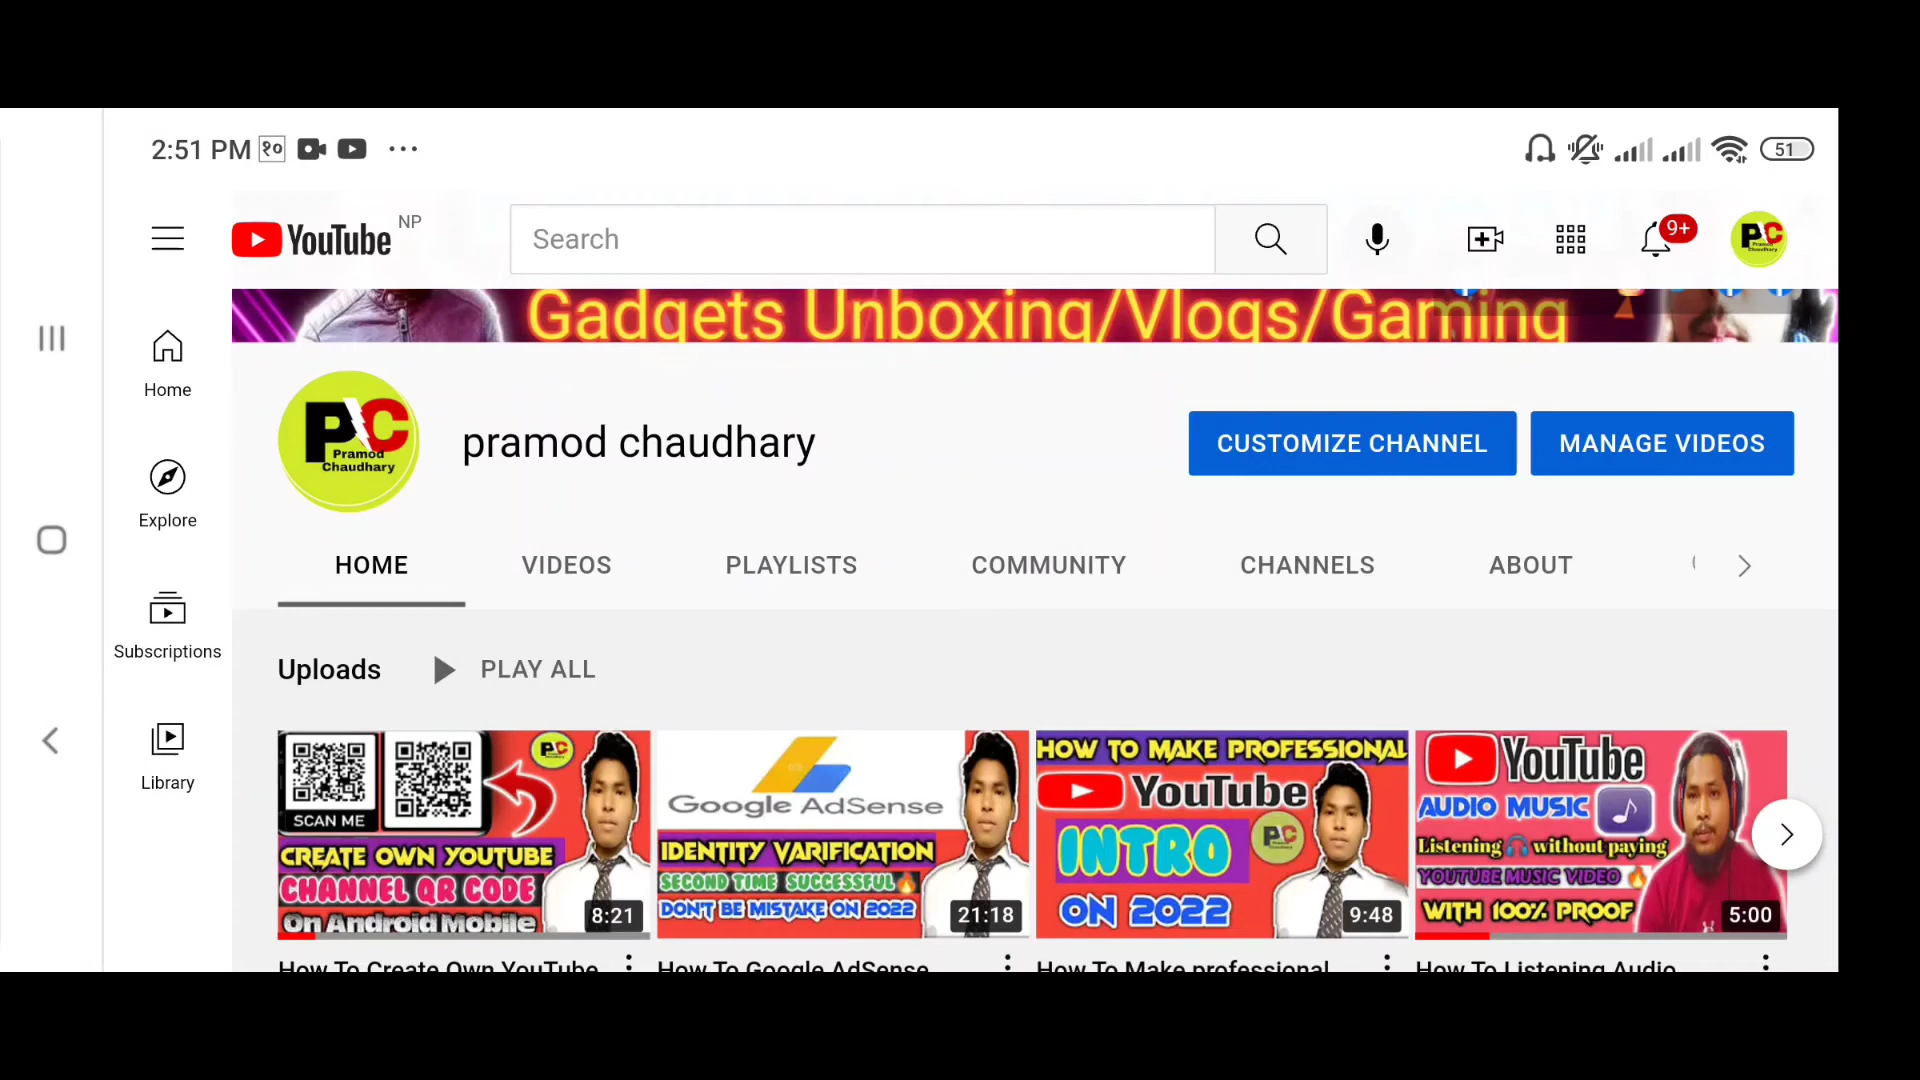 2:51 PM १०
51
YouTube NP
Search
9+
PC
Home
Explore
Subscriptions
Library
Gadgets Unboxing/Vlogs/Gaming
PC
Pramod
Chaudhary
pramod chaudhary
CUSTOMIZE CHANNEL
MANAGE VIDEOS
HOME
VIDEOS
PLAYLISTS
COMMUNITY
CHANNELS
ABOUT
Uploads
PLAY ALL
SCAN ME
PC
CREATE OWN YOUTUBE
CHANNEL QR CODE
On Android Mobile
8:21
How To Create Own YouTube
Google AdSense
IDENTITY VARIFICATION
SECOND TIME SUCCESSFUL🔥
DON'T BE MISTAKE ON 2022
21:18
How To Google AdSense
HOW TO MAKE PROFESSIONAL
YouTube
INTRO
PC
ON 2022
9:48
How To Make professional
YouTube
AUDIO MUSIC
Listening🎧without paying
YOUTUBE MUSIC VIDEO🔥
WITH 100% PROOF
5:00
How To Listening Audio